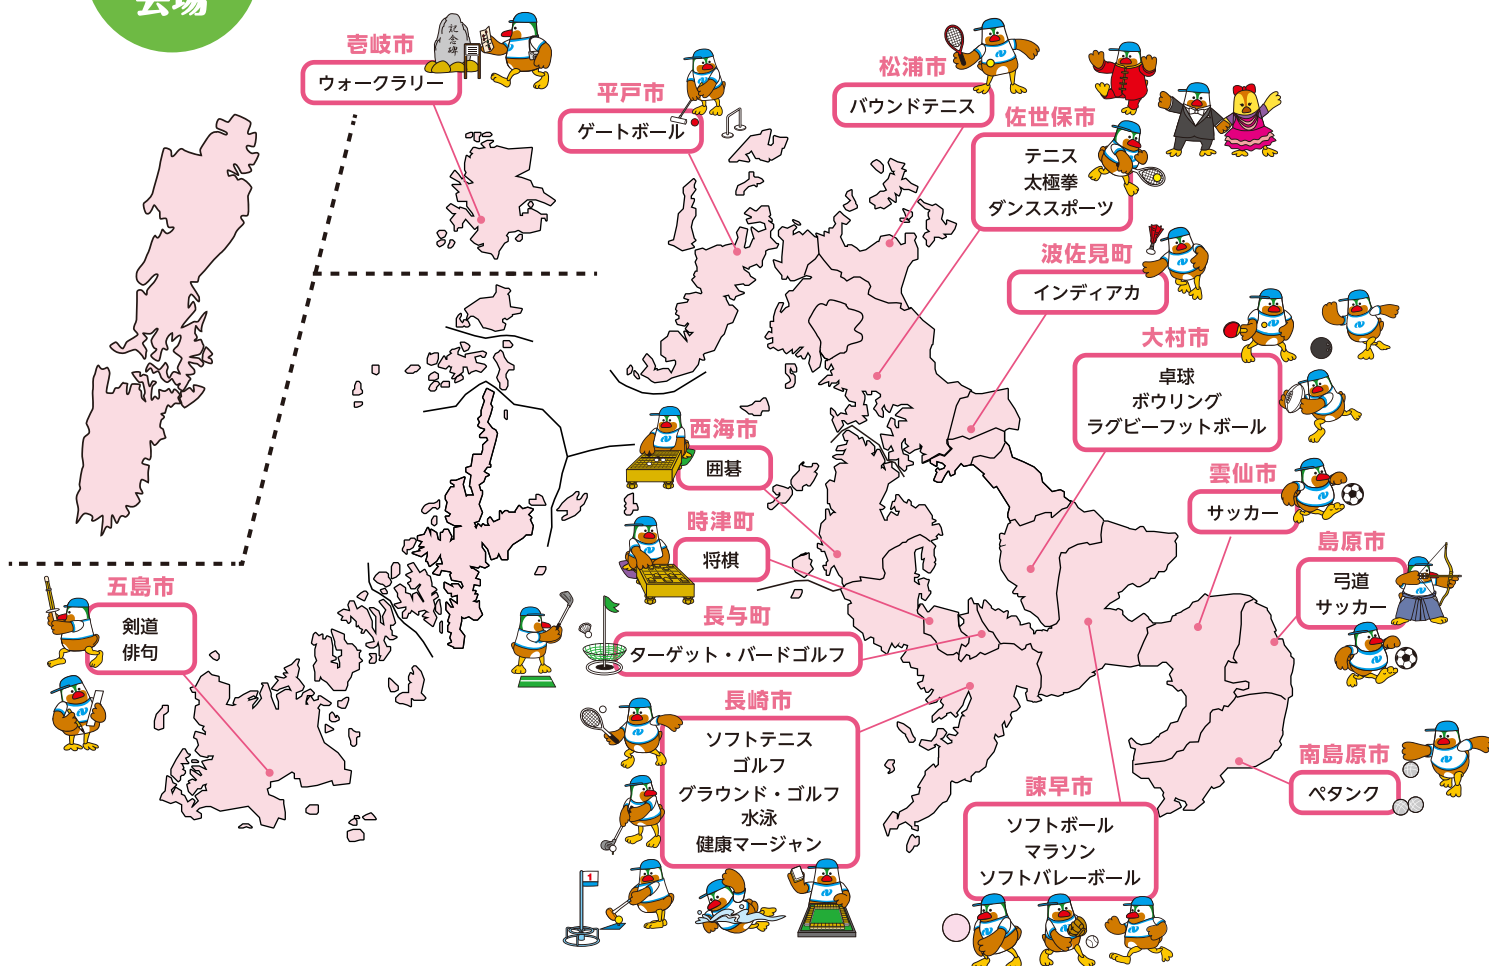 会場
壱岐市
ウォークラリー
記念碑
平戸市
ゲートボール
松浦市
バウンドテニス
佐世保市
テニス
太極拳
ダンススポーツ
波佐見町
インディアカ
大村市
卓球
ボウリング
ラグビーフットボール
西海市
囲碁
雲仙市
サッカー
時津町
将棋
島原市
弓道
サッカー
五島市
剣道
俳句
長与町
ターゲット・バードゴルフ
長崎市
ソフトテニス
ゴルフ
グラウンド・ゴルフ
水泳
健康マージャン
南島原市
ペタンク
諫早市
ソフトボール
マラソン
ソフトバレーボール
1